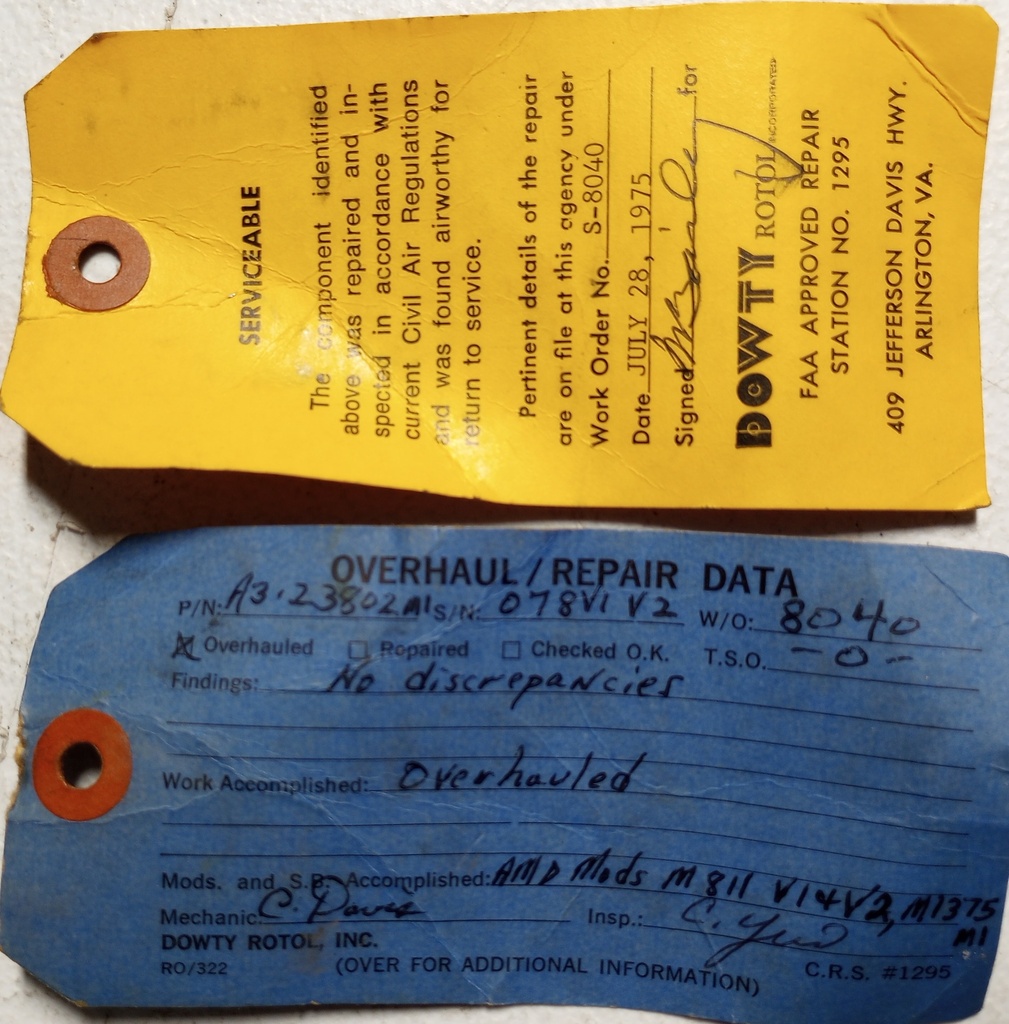 SERVICEABLE
The component identified
above was repaired and in-
spected in accordance with
current Civil Air Regulations
and was found airworthy for
return to service.
Pertinent details of the repair
are on file at this agency under
Work Order No. S-8040
Date JULY 28, 1975
Signed for
DOWTY ROTOL INCORPORATED
FAA APPROVED REPAIR
STATION NO. 1295
409 JEFFERSON DAVIS HWY.
ARLINGTON, VA.
OVERHAUL/REPAIR DATA
P/N: A3.23802M1 S/N: 078V1 V2 W/O: 8040
Overhauled Repaired Checked O.K. T.S.O. -0-
Findings: No discrepancies
Work Accomplished: Overhauled
Mods. and S.B. Accomplished: AMD Mods M811 V1+V2, M1375
M1
Mechanic: C. Davis Insp.: C.
DOWTY ROTOL, INC.
RO/322 (OVER FOR ADDITIONAL INFORMATION) C.R.S. #1295